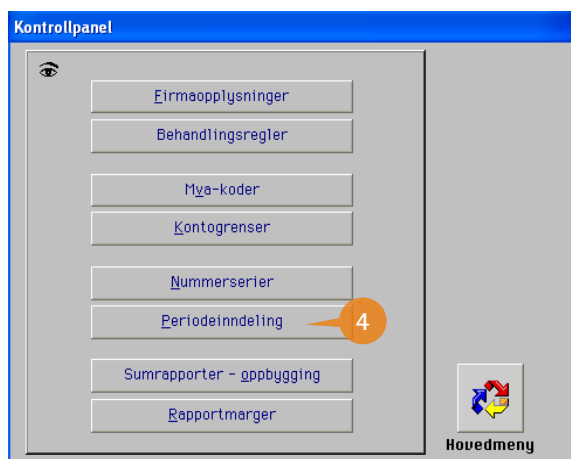 Kontrollpanel
Firmaopplysninger
Behandlingsregler
Mva-koder
Kontogrenser
Nummerserier
Periodeinndeling
4
Sumrapporter - oppbygging
Rapportmarger
Hovedmeny